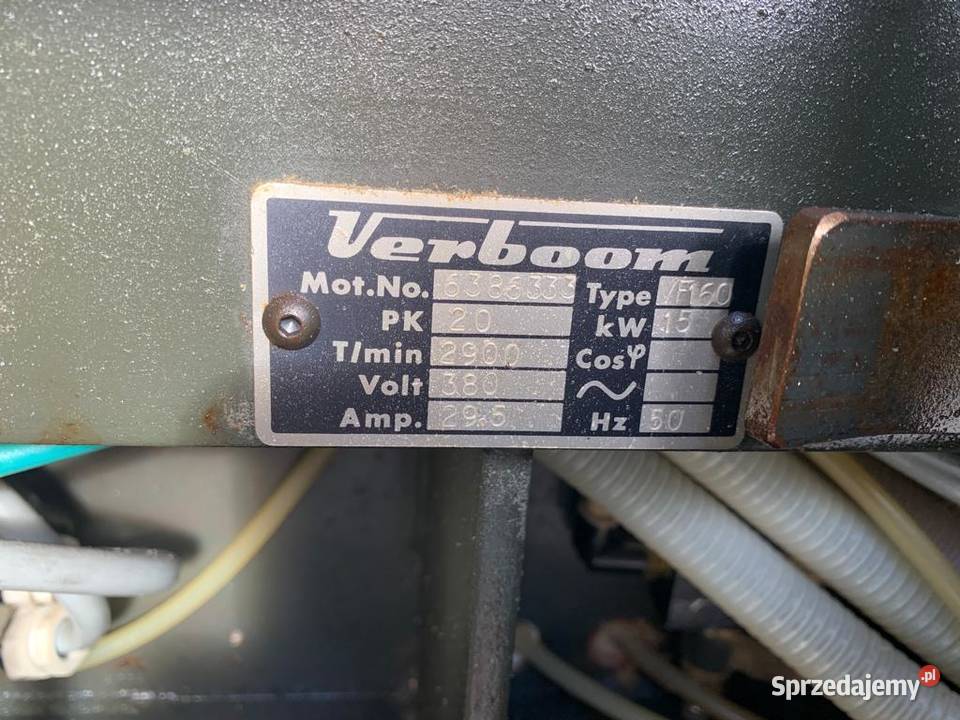 Verboom
Mot.No. 6386333 Type VF160
PK 20 kW 15
T/min 2900 Cosφ
Volt 380 ~
Amp. 29.5 Hz 50
Sprzedajemy.pl